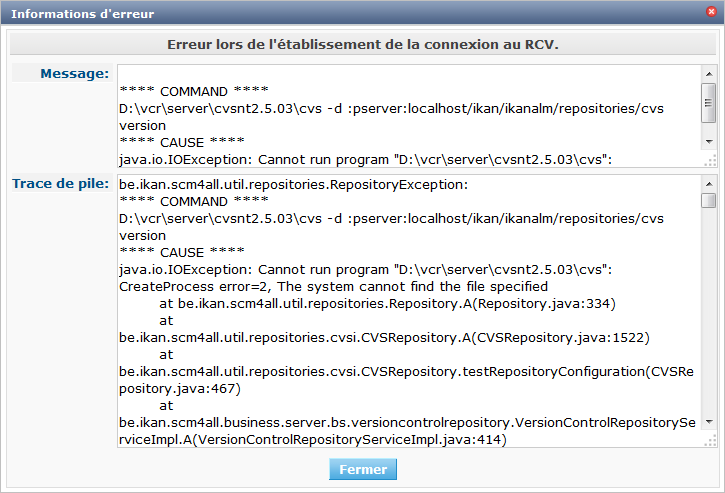 Informations d'erreur
Erreur lors de l'établissement de la connexion au RCV.
Message:
**** COMMAND ****
D:\vcr\server\cvsnt2.5.03\cvs -d :pserver:localhost/ikan/ikanalm/repositories/cvs
version
**** CAUSE ****
java.io.IOException: Cannot run program "D:\vcr\server\cvsnt2.5.03\cvs":
Trace de pile:
be.ikan.scm4all.util.repositories.RepositoryException:
**** COMMAND ****
D:\vcr\server\cvsnt2.5.03\cvs -d :pserver:localhost/ikan/ikanalm/repositories/cvs
version
**** CAUSE ****
java.io.IOException: Cannot run program "D:\vcr\server\cvsnt2.5.03\cvs":
CreateProcess error=2, The system cannot find the file specified
at be.ikan.scm4all.util.repositories.Repository.A(Repository.java:334)
at
be.ikan.scm4all.util.repositories.cvsi.CVSRepository.A(CVSRepository.java:1522)
at
be.ikan.scm4all.util.repositories.cvsi.CVSRepository.testRepositoryConfiguration(CVSRe
pository.java:467)
at
be.ikan.scm4all.business.server.bs.versioncontrolrepository.VersionControlRepositorySe
rviceImpl.A(VersionControlRepositoryServiceImpl.java:414)
Fermer